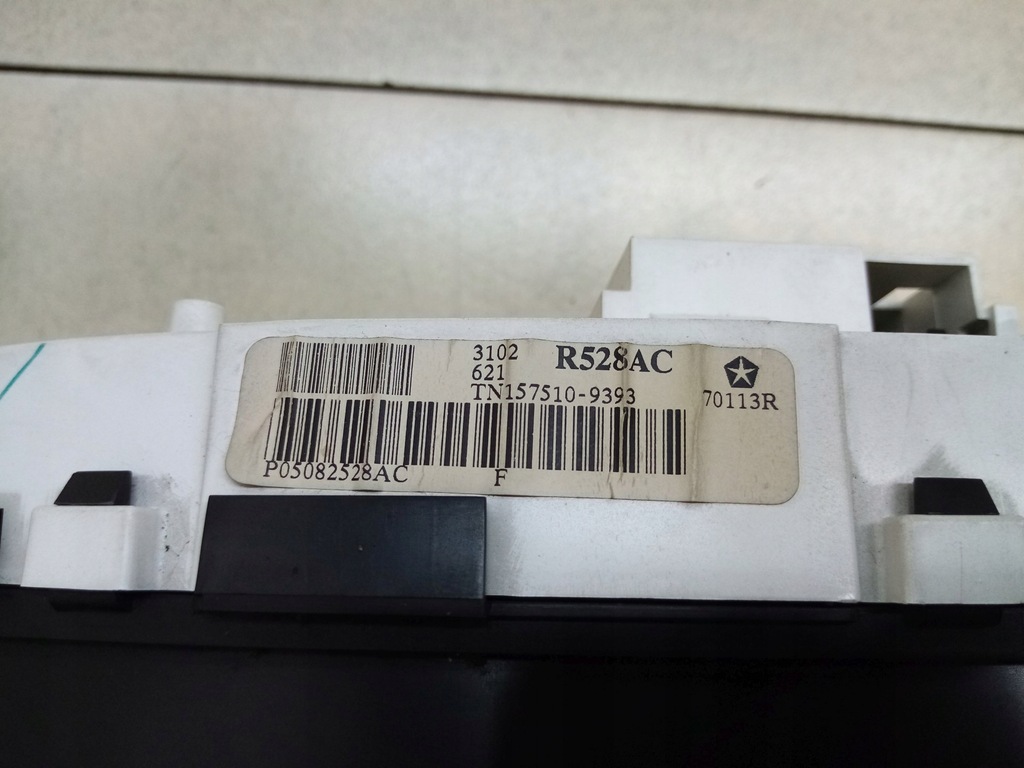 3102 R528AC
621
TN157510-9393 70113R
P05082528AC F